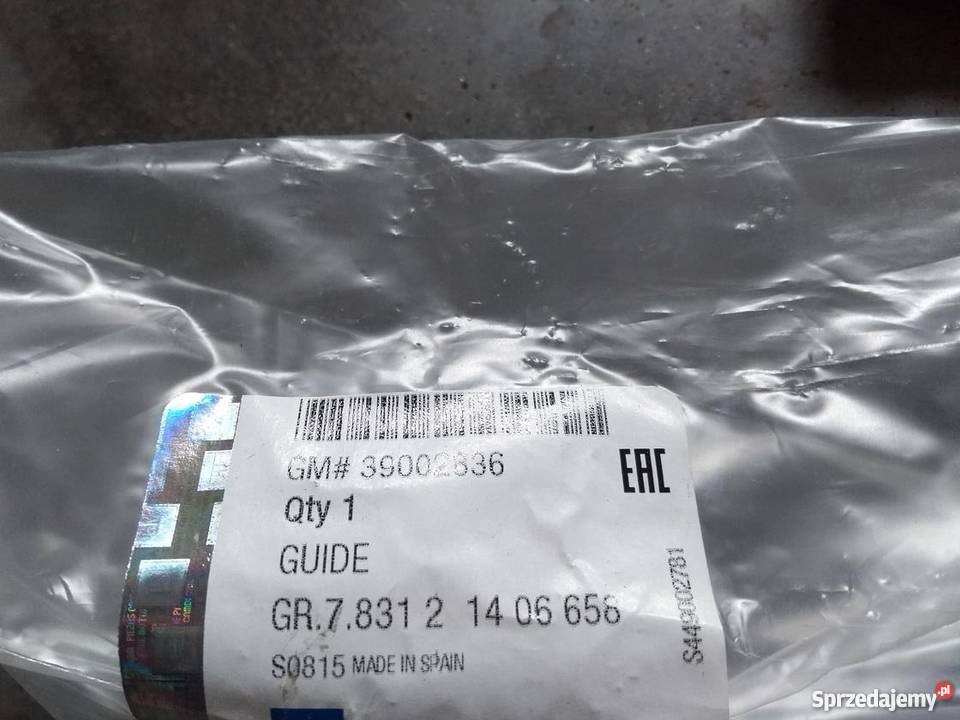 GM# 39002836
EAC
Qty 1
GUIDE
GR.7.831 2 14 06 658
S0815 MADE IN SPAIN
S449002781
Sprzedajemy.pl